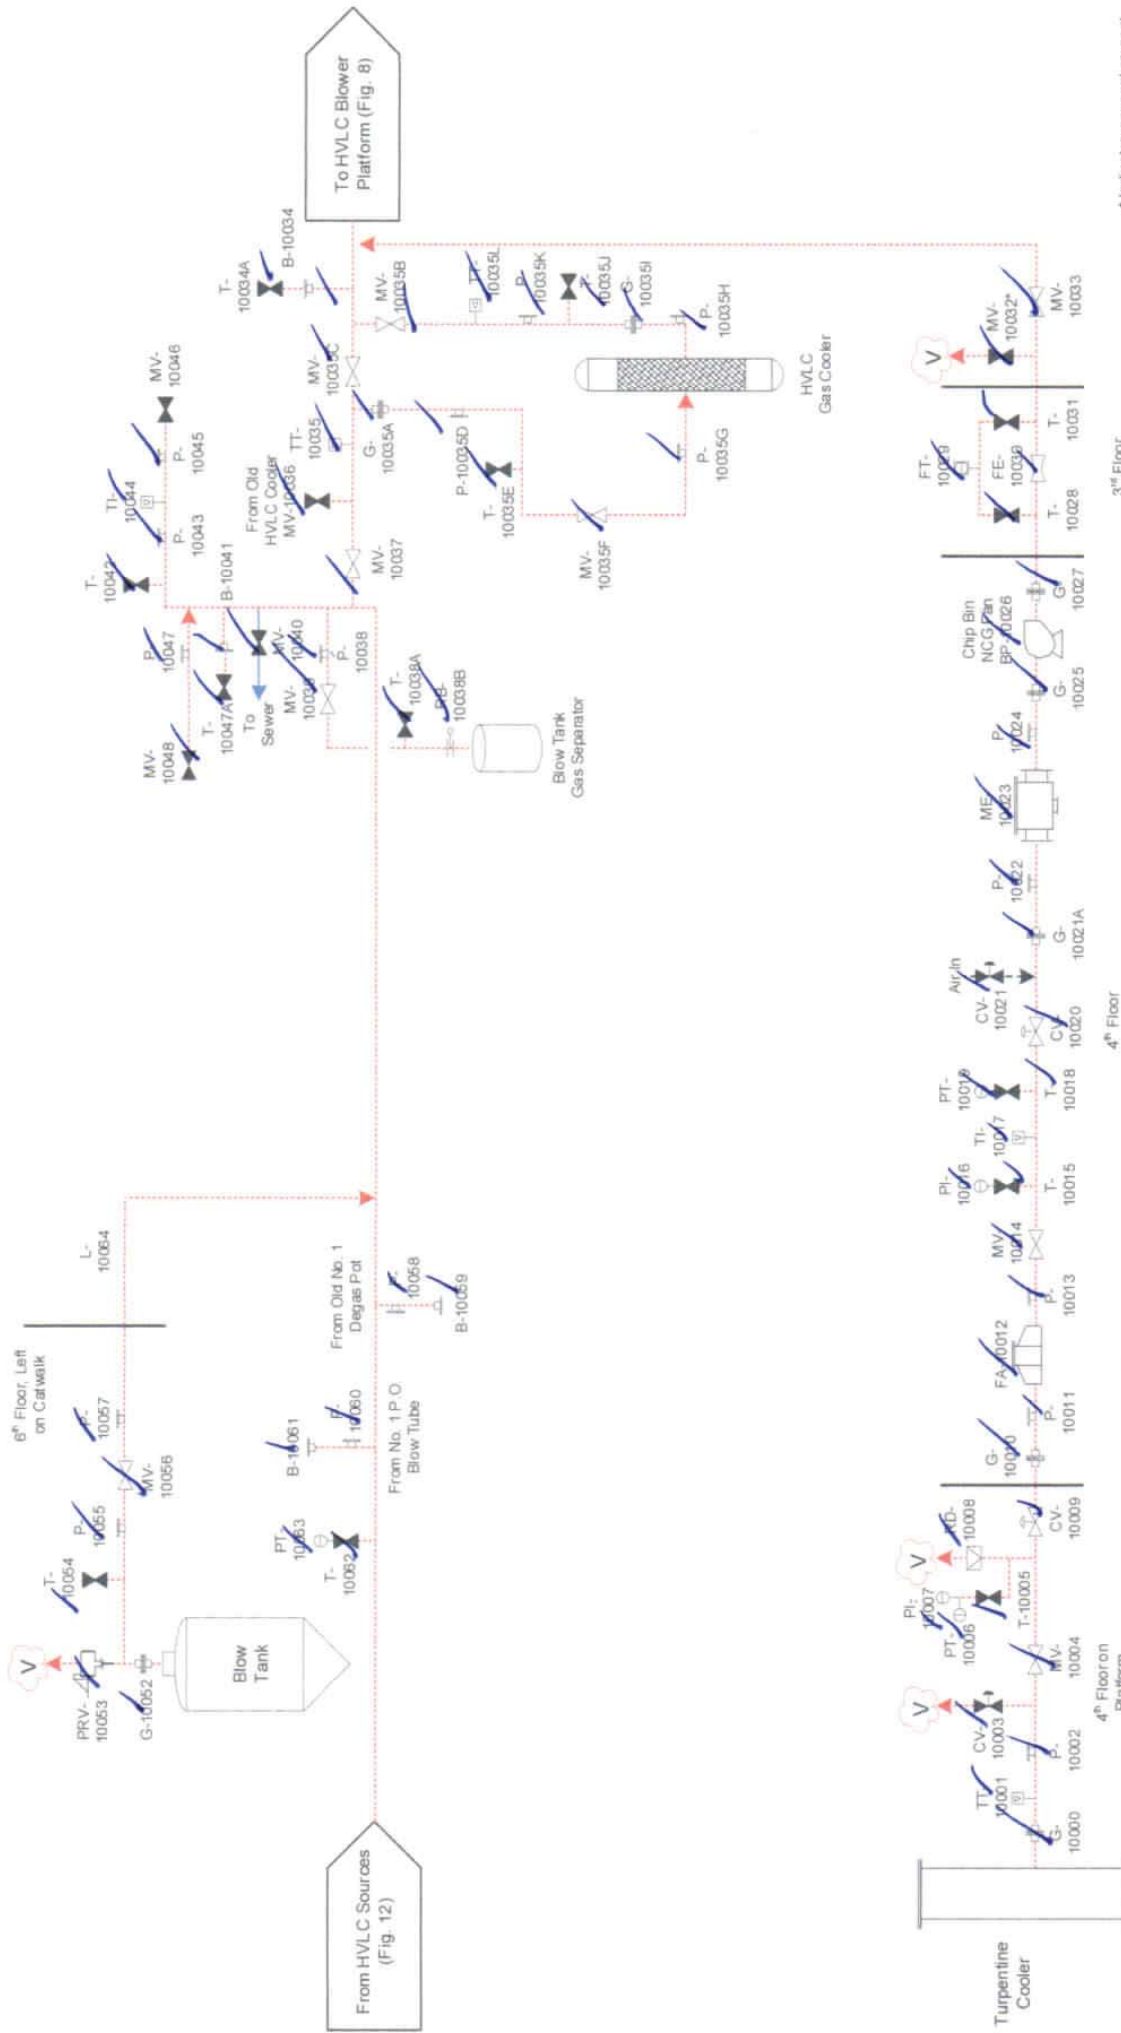 To HVLC Blower
Platform (Fig. 8)
T-
10034A
B-10034
MV-
10035B
TT-
10035L
P-
10035K
T-
10035J
G-
10035I
P-
10035H
HVLC
Gas Cooler
MV-
10035C
TT-
10035
G-
10035A
P-10035D
T-
10035E
MV-
10035F
P-
10035G
From Old
HVLC Cooler
MV-10036
MV-
10037
MV-
10046
P-
10045
TI-
10044
P-
10043
T-
10042
B-10041
P-
10047
MV-
10048
T-
10047A
To
Sewer
MV-
10040
MV-
10039
P-
10038
T-
10038A
10038B
Blow Tank
Gas Separator
6th Floor, Left
on Catwalk
L-
10064
P-
10057
MV-
10056
P-
10055
T-
10054
V
PRV-
10053
G-10052
Blow
Tank
From Old No. 1
Degas Pot
P-
10058
B-10059
B-10061
P-
10060
From No. 1 P.O.
Blow Tube
PT-
10063
T-
10062
From HVLC Sources
(Fig. 12)
Turpentine
Cooler
G-
10000
TT-
10001
P-
10002
CV-
10003
V
MV-
10004
4th Floor on
Platform
T-10005
PT-
10006
PI-
10007
RD-
10008
V
CV-
10009
G-
10010
P-
10011
FA-10012
P-
10013
MV-
10014
T-
10015
PI-
10016
TI-
10017
T-
10018
PT-
10019
CV-
10020
CV-
10021
Air In
G-
10021A
4th Floor
P-
10022
ME-
10023
P-
10024
G-
10025
Chip Bin
NCG Fan
BP-10026
G-
10027
T-
10028
FT-
10029
FE-
10030
T-
10031
3rd Floor
V
MV-
10032*
MV-
10033